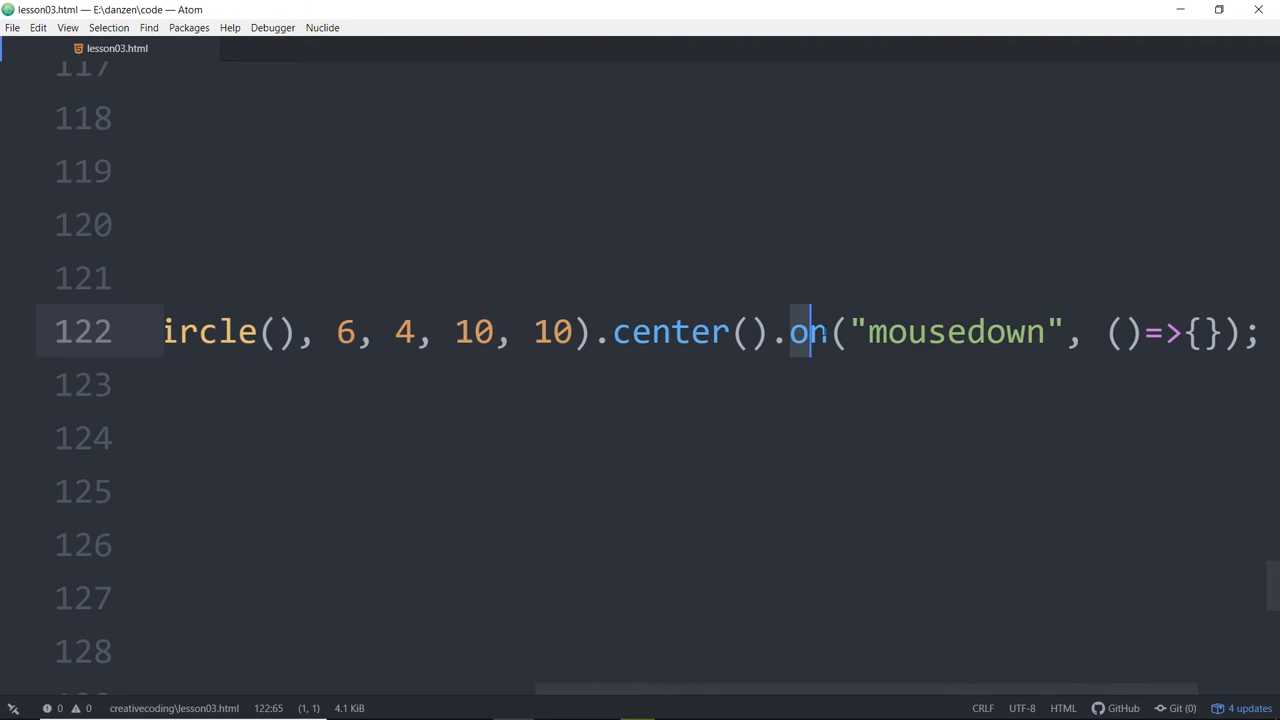 lesson03.html — E:\danzen\code — Atom
File Edit View Selection Find Packages Help Debugger Nuclide
lesson03.html
117
118
119
120
121
122 ircle(), 6, 4, 10, 10).center().on("mousedown", ()=>{});
123
124
125
126
127
128
0 0 creativecoding\lesson03.html 122:65 (1, 1) 4.1 KiB CRLF UTF-8 HTML GitHub Git (0) 4 updates